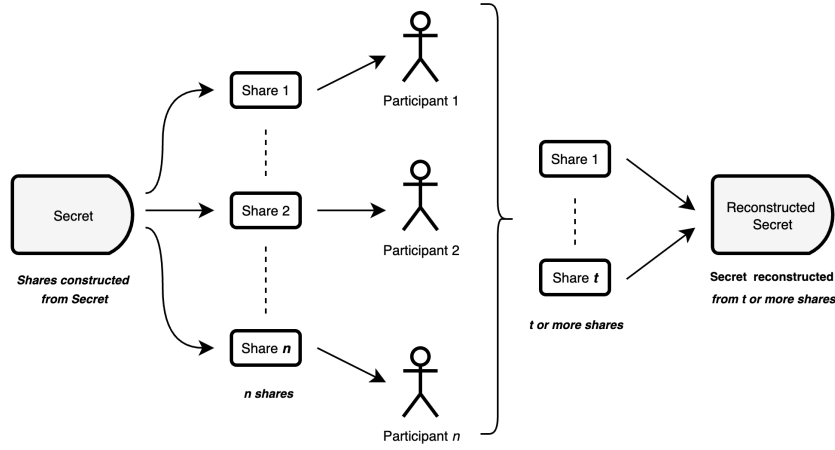 Secret
Shares constructed
from Secret
Share 1
Share 2
Share n
n shares
Participant 1
Participant 2
Participant n
Share 1
Share t
t or more shares
Reconstructed
Secret
Secret reconstructed
from t or more shares